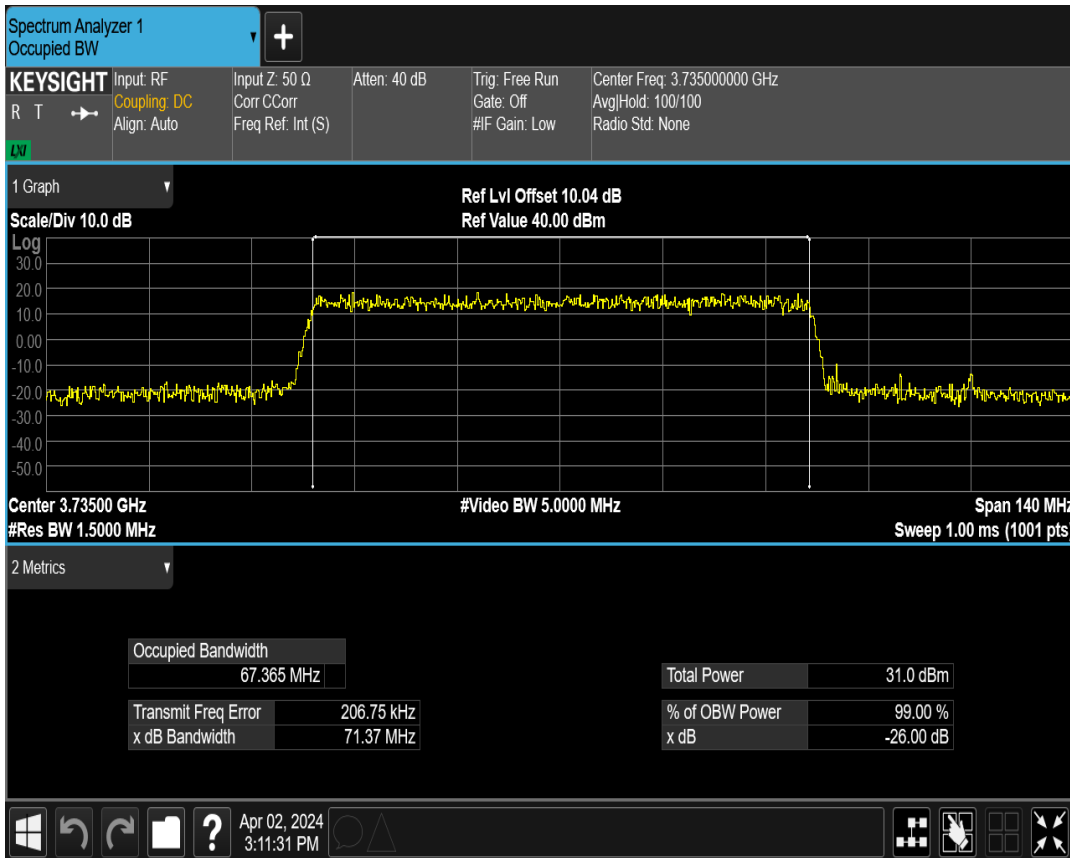 Spectrum Analyzer 1
Occupied BW
+
KEYSIGHT
R T
LXI
Input: RF
Coupling: DC
Align: Auto
Input Z: 50 Ω
Corr CCorr
Freq Ref: Int (S)
Atten: 40 dB
Trig: Free Run
Gate: Off
#IF Gain: Low
Center Freq: 3.735000000 GHz
Avg|Hold: 100/100
Radio Std: None
1 Graph
Scale/Div 10.0 dB
Ref Lvl Offset 10.04 dB
Ref Value 40.00 dBm
Log
30.0
20.0
10.0
0.00
-10.0
-20.0
-30.0
-40.0
-50.0
Center 3.73500 GHz
#Video BW 5.0000 MHz
Span 140 MHz
#Res BW 1.5000 MHz
Sweep 1.00 ms (1001 pts)
2 Metrics
Occupied Bandwidth
67.365 MHz
Total Power 31.0 dBm
Transmit Freq Error 206.75 kHz
% of OBW Power 99.00 %
x dB Bandwidth 71.37 MHz
x dB -26.00 dB
?
Apr 02, 2024
3:11:31 PM